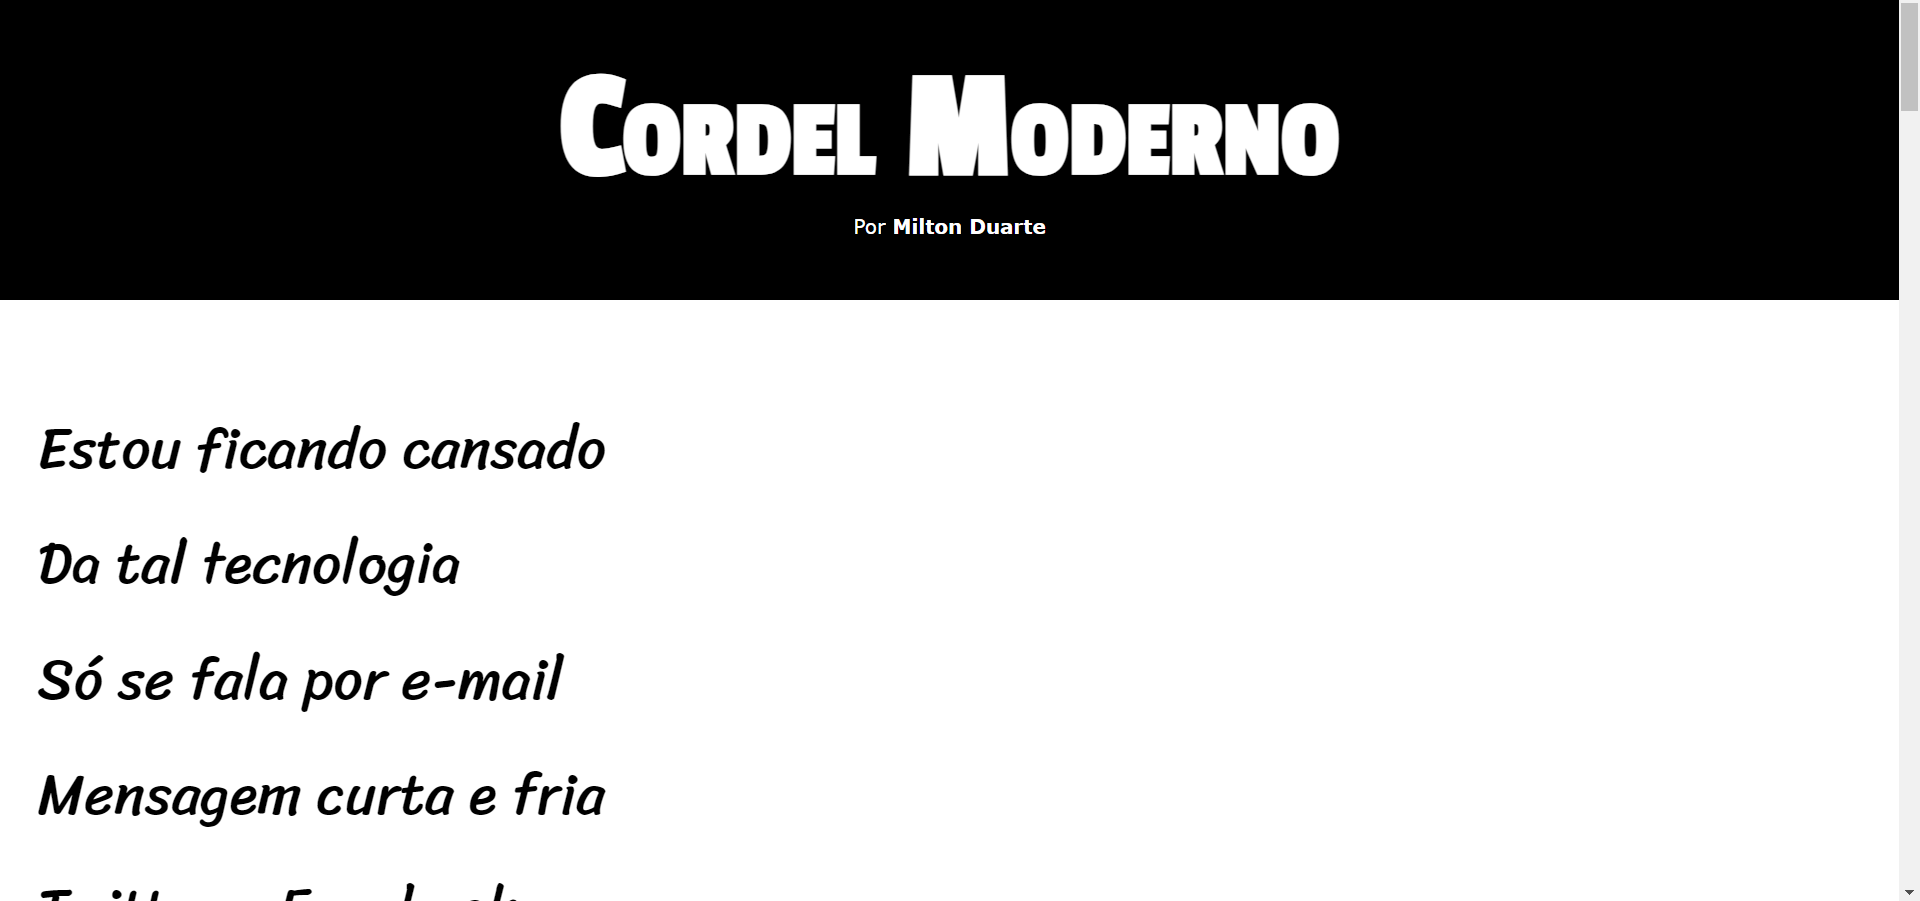 Cordel Moderno
Por Milton Duarte
Estou ficando cansado
Da tal tecnologia
Só se fala por e-mail
Mensagem curta e fria